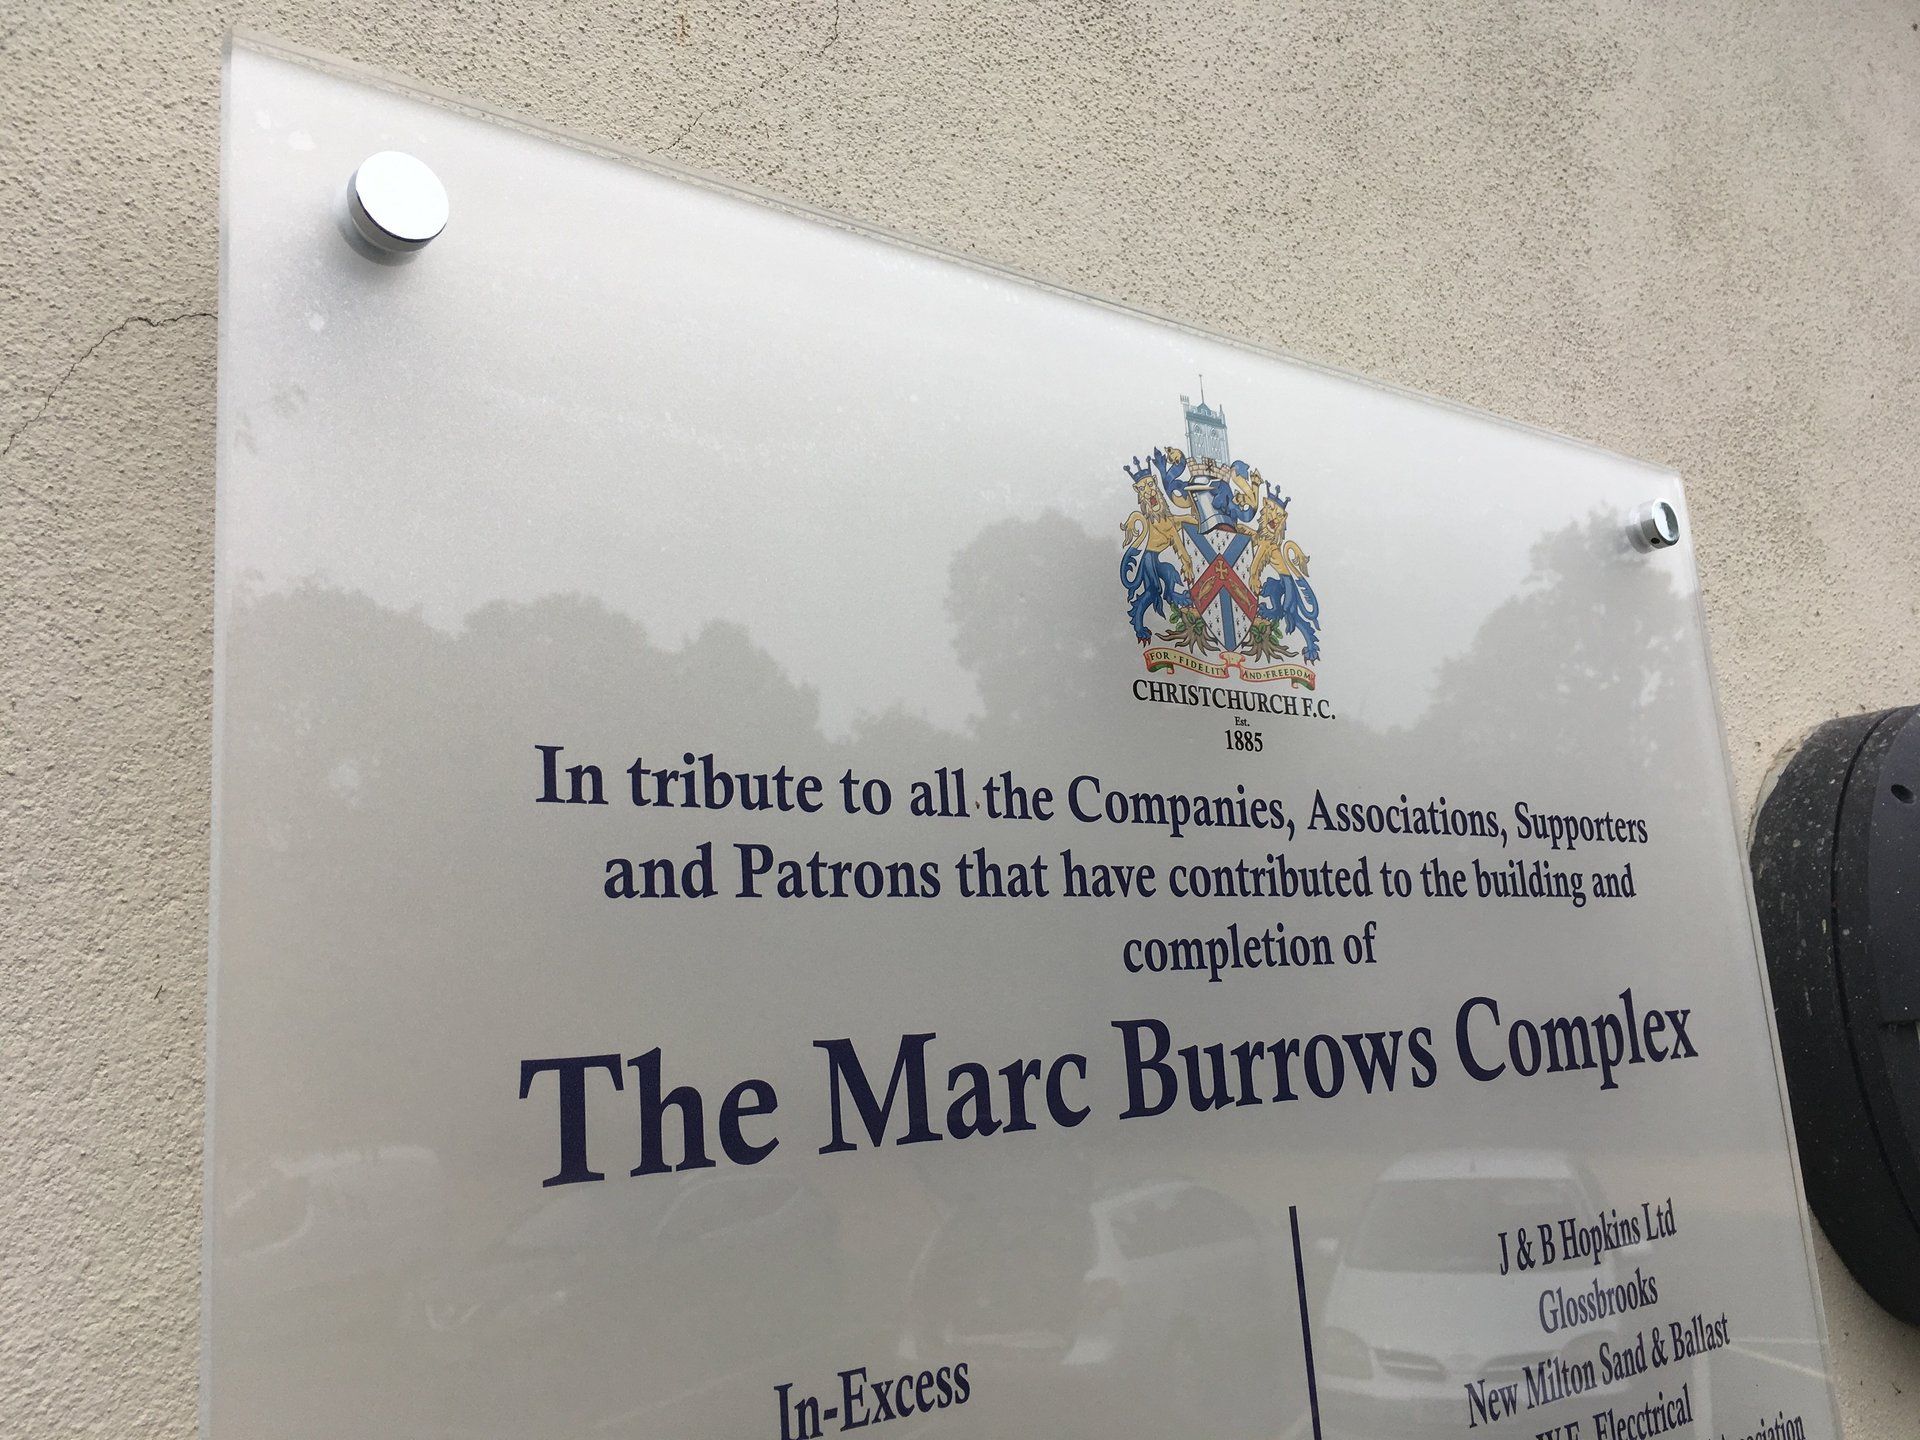 FOR · FIDELITY AND · FREEDOM
CHRISTCHURCH F.C.
Est.
1885
In tribute to all the Companies, Associations, Supporters
and Patrons that have contributed to the building and
completion of
The Marc Burrows Complex
In-Excess
J & B Hopkins Ltd
Glossbrooks
New Milton Sand & Ballast
Elecctrical